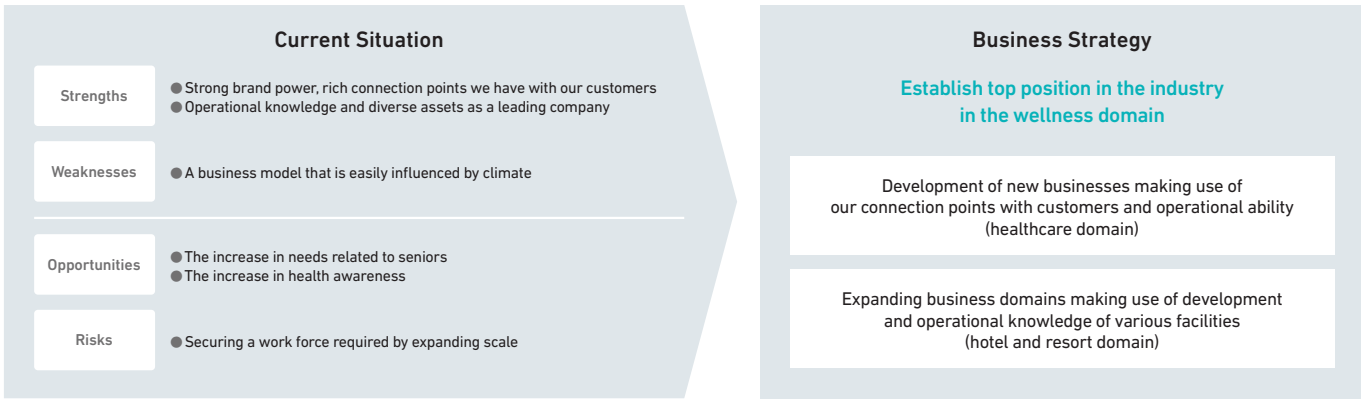 Current Situation
Strengths
● Strong brand power, rich connection points we have with our customers
● Operational knowledge and diverse assets as a leading company
Weaknesses
● A business model that is easily influenced by climate
Opportunities
● The increase in needs related to seniors
● The increase in health awareness
Risks
● Securing a work force required by expanding scale
Business Strategy
Establish top position in the industry
in the wellness domain
Development of new businesses making use of
our connection points with customers and operational ability
(healthcare domain)
Expanding business domains making use of development
and operational knowledge of various facilities
(hotel and resort domain)